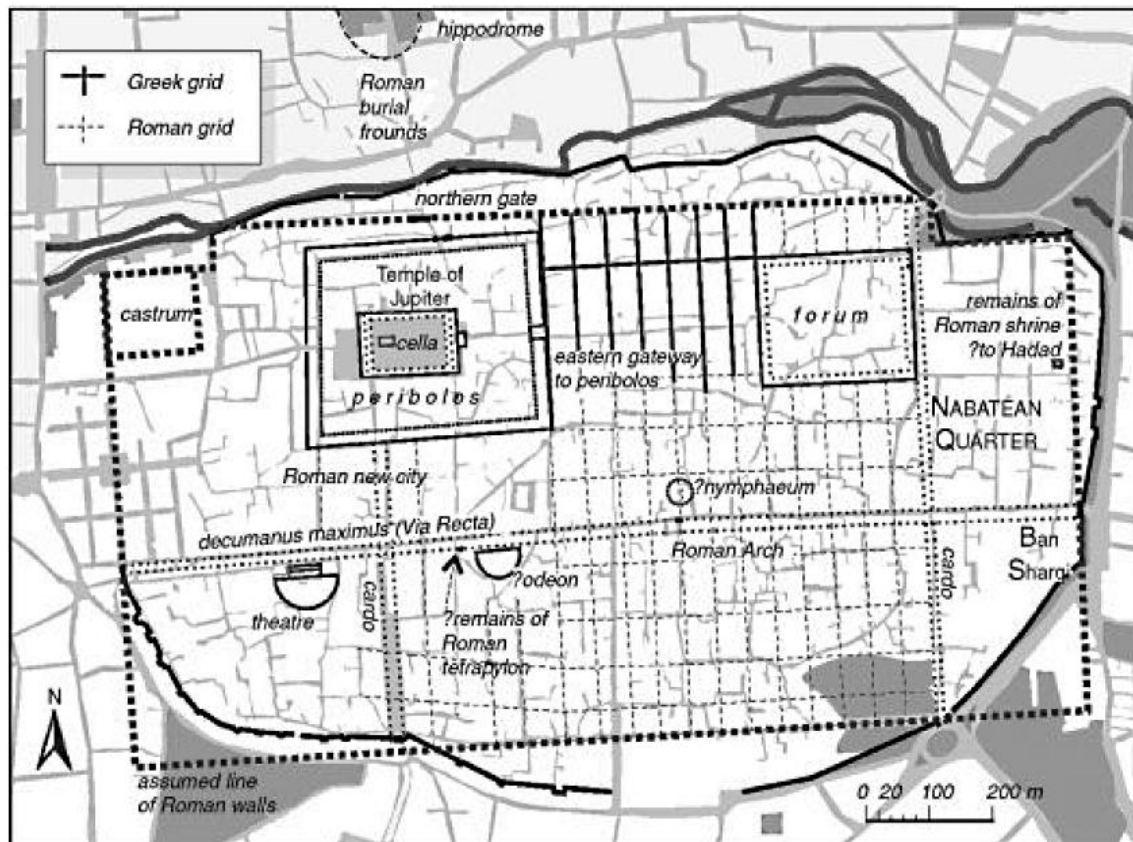 hippodrome
Greek grid
Roman grid
Roman
burial
frounds
northern gate
castrum
Temple of
Jupiter
cella
peribolos
eastern gateway
to peribolos
forum
remains of
Roman shrine
?to Hadad
NABATEAN
QUARTER
Roman new city
?nymphaeum
decumanus maximus (Via Recta)
Roman Arch
BAN
SHARQI
theatre
cardo
?odeon
cardo
?remains of
Roman
tetrapylon
N
assumed line
of Roman walls
0 20 100 200 m